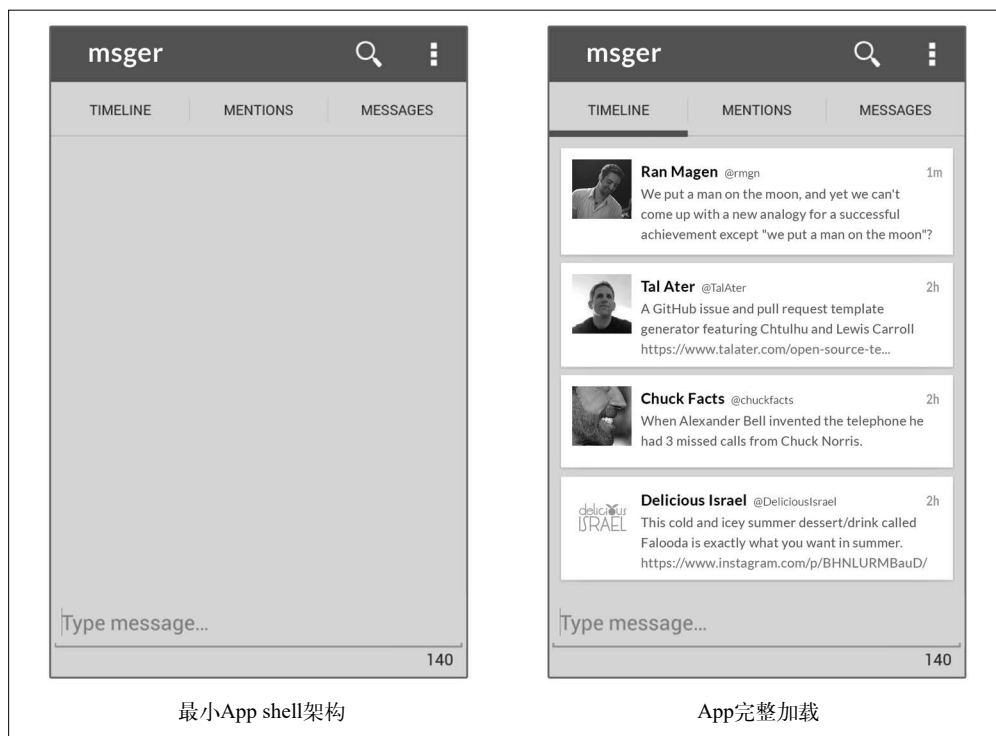 msger
TIMELINE
MENTIONS
MESSAGES
Type message...
140
最小App shell架构
msger
TIMELINE
MENTIONS
MESSAGES
Ran Magen @rmgn
1m
We put a man on the moon, and yet we can't
come up with a new analogy for a successful
achievement except "we put a man on the moon"?
Tal Ater @TalAter
2h
A GitHub issue and pull request template
generator featuring Chtulhu and Lewis Carroll
https://www.talater.com/open-source-te...
Chuck Facts @chuckfacts
2h
When Alexander Bell invented the telephone he
had 3 missed calls from Chuck Norris.
delicious
ISRAEL
Delicious Israel @DeliciousIsrael
2h
This cold and icey summer dessert/drink called
Falooda is exactly what you want in summer.
https://www.instagram.com/p/BHNLURMBauD/
Type message...
140
App完整加载